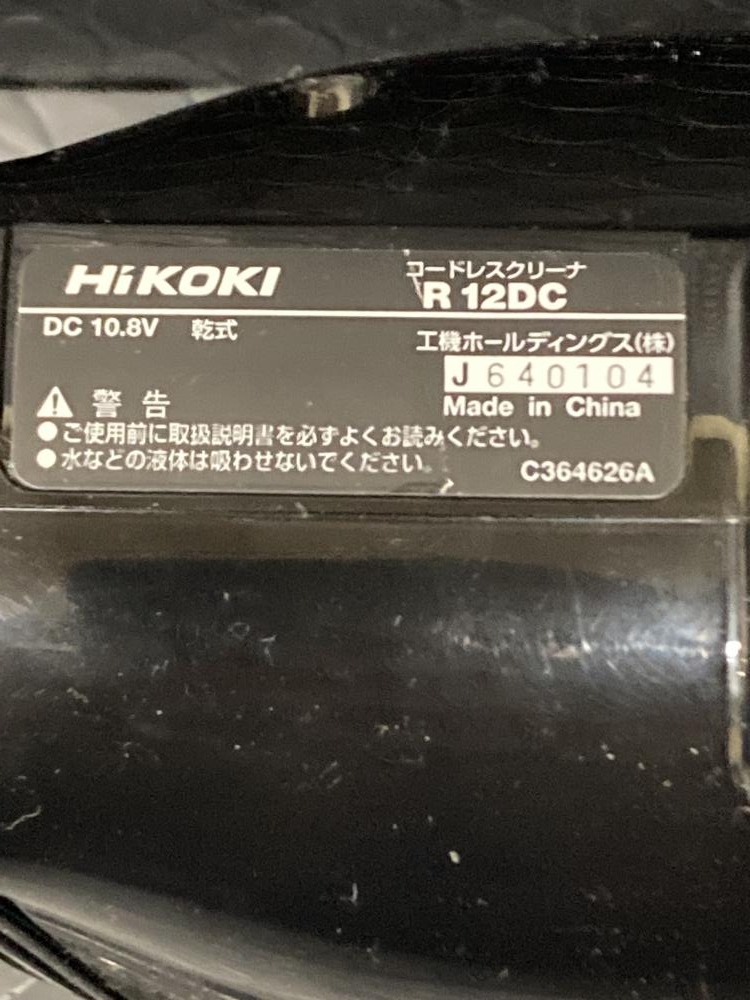 HiKOKI
コードレスクリーナ
R 12DC
DC 10.8V 乾式
工機ホールディングス(株)
J 640104
Made in China
警告
●ご使用前に取扱説明書を必ずよくお読みください。
●水などの液体は吸わせないでください。
C364626A